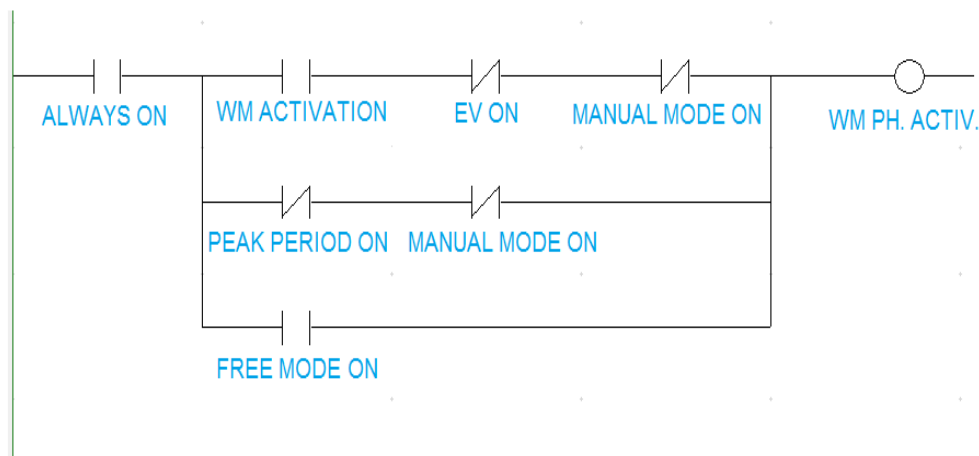 ALWAYS ON
WM ACTIVATION
EV ON
MANUAL MODE ON
WM PH. ACTIV.
PEAK PERIOD ON
MANUAL MODE ON
FREE MODE ON